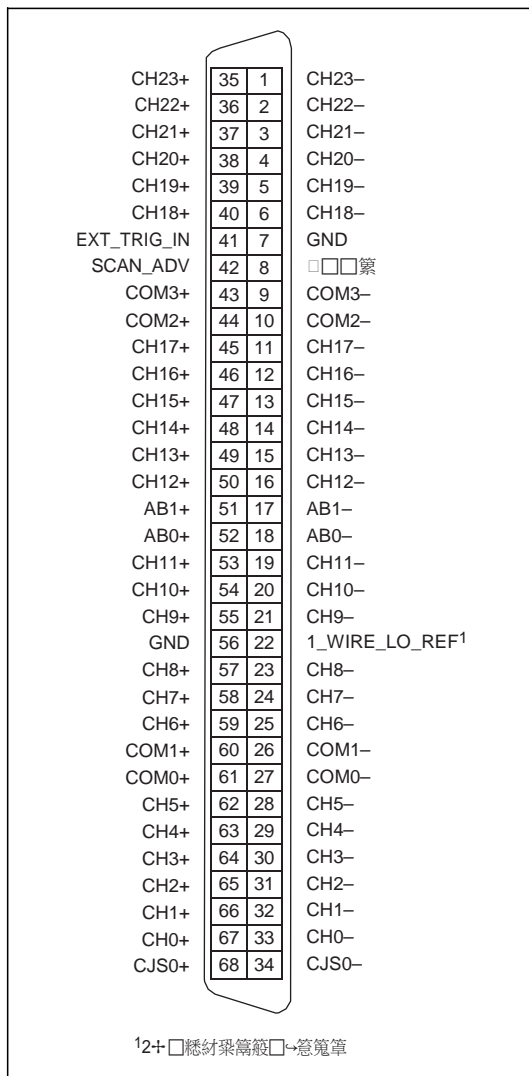 CH23+ 35 1 CH23–
CH22+ 36 2 CH22–
CH21+ 37 3 CH21–
CH20+ 38 4 CH20–
CH19+ 39 5 CH19–
CH18+ 40 6 CH18–
EXT_TRIG_IN 41 7 GND
SCAN_ADV 42 8
COM3+ 43 9 COM3–
COM2+ 44 10 COM2–
CH17+ 45 11 CH17–
CH16+ 46 12 CH16–
CH15+ 47 13 CH15–
CH14+ 48 14 CH14–
CH13+ 49 15 CH13–
CH12+ 50 16 CH12–
AB1+ 51 17 AB1–
AB0+ 52 18 AB0–
CH11+ 53 19 CH11–
CH10+ 54 20 CH10–
CH9+ 55 21 CH9–
GND 56 22 1_WIRE_LO_REF1
CH8+ 57 23 CH8–
CH7+ 58 24 CH7–
CH6+ 59 25 CH6–
COM1+ 60 26 COM1–
COM0+ 61 27 COM0–
CH5+ 62 28 CH5–
CH4+ 63 29 CH4–
CH3+ 64 30 CH3–
CH2+ 65 31 CH2–
CH1+ 66 32 CH1–
CH0+ 67 33 CH0–
CJS0+ 68 34 CJS0–